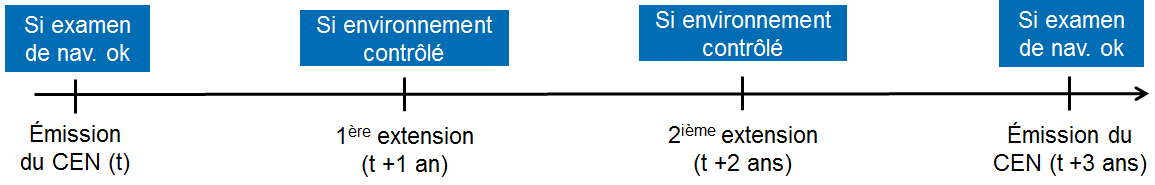 Si examen
de nav. ok
Si environnement
contrôlé
Si environnement
contrôlé
Si examen
de nav. ok
Émission
du CEN (t)
1ère extension
(t +1 an)
2ième extension
(t +2 ans)
Émission du
CEN (t +3 ans)